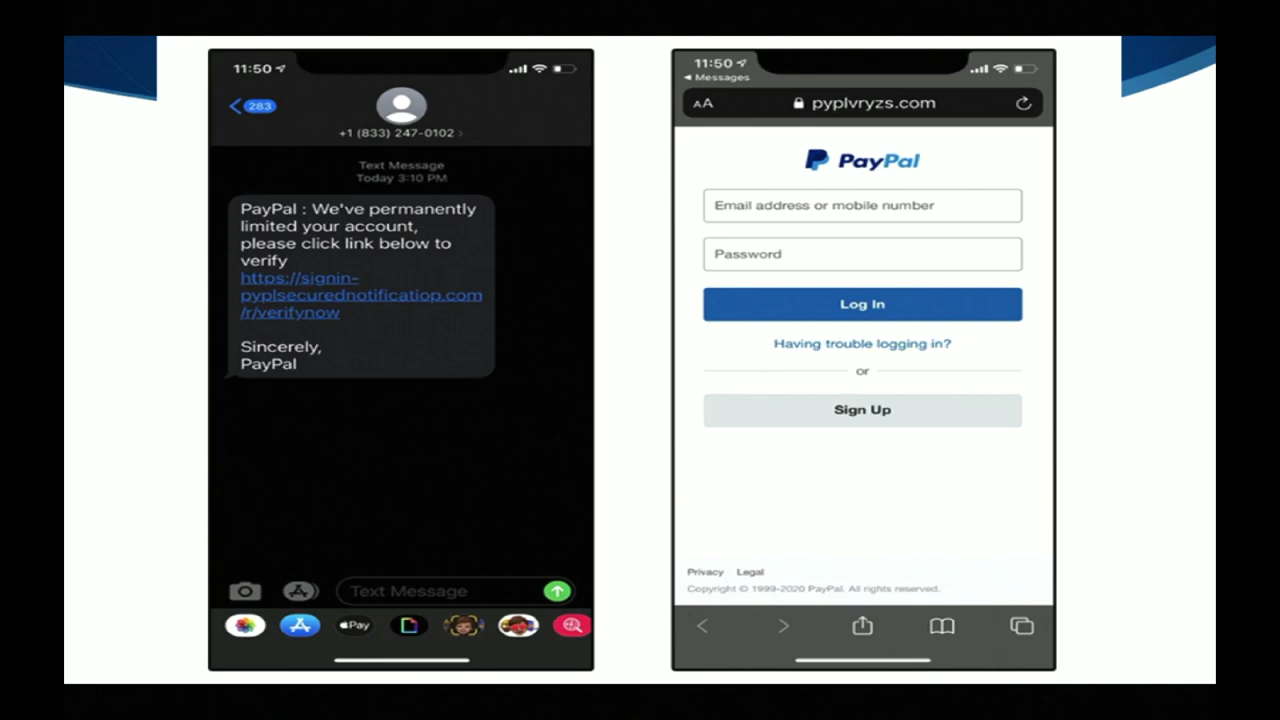 11:50
283
+1 (833) 247-0102
Text Message
Today 3:10 PM
PayPal : We've permanently
limited your account,
please click link below to
verify
https://signin-
pyplsecurednotificatiop.com
/r/verifynow
Sincerely,
PayPal
Text Message
Pay
11:50
Messages
AA
pyplvryzs.com
PayPal
Email address or mobile number
Password
Log In
Having trouble logging in?
or
Sign Up
Privacy Legal
Copyright © 1999-2020 PayPal. All rights reserved.